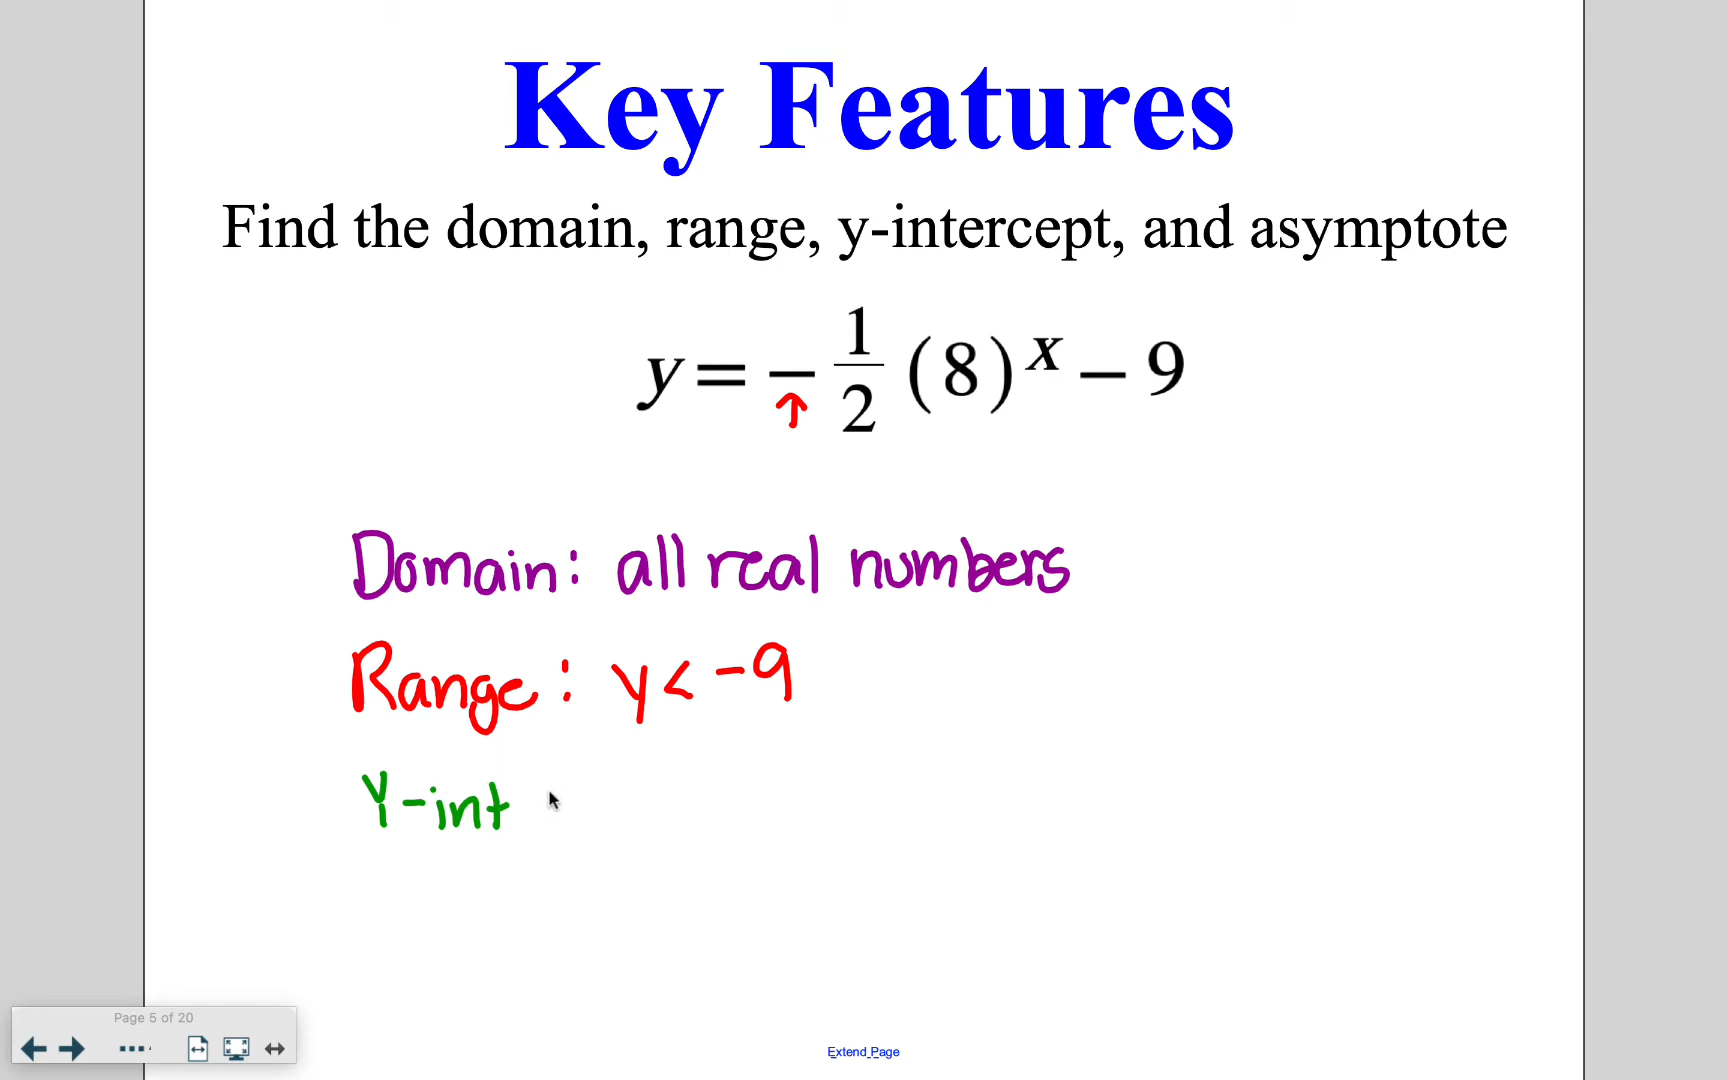 Key Features
Find the domain, range, y-intercept, and asymptote
y = − 1/2 (8)^x − 9
Domain: all real numbers
Range: y < -9
Y-int
Page 5 of 20
Extend Page